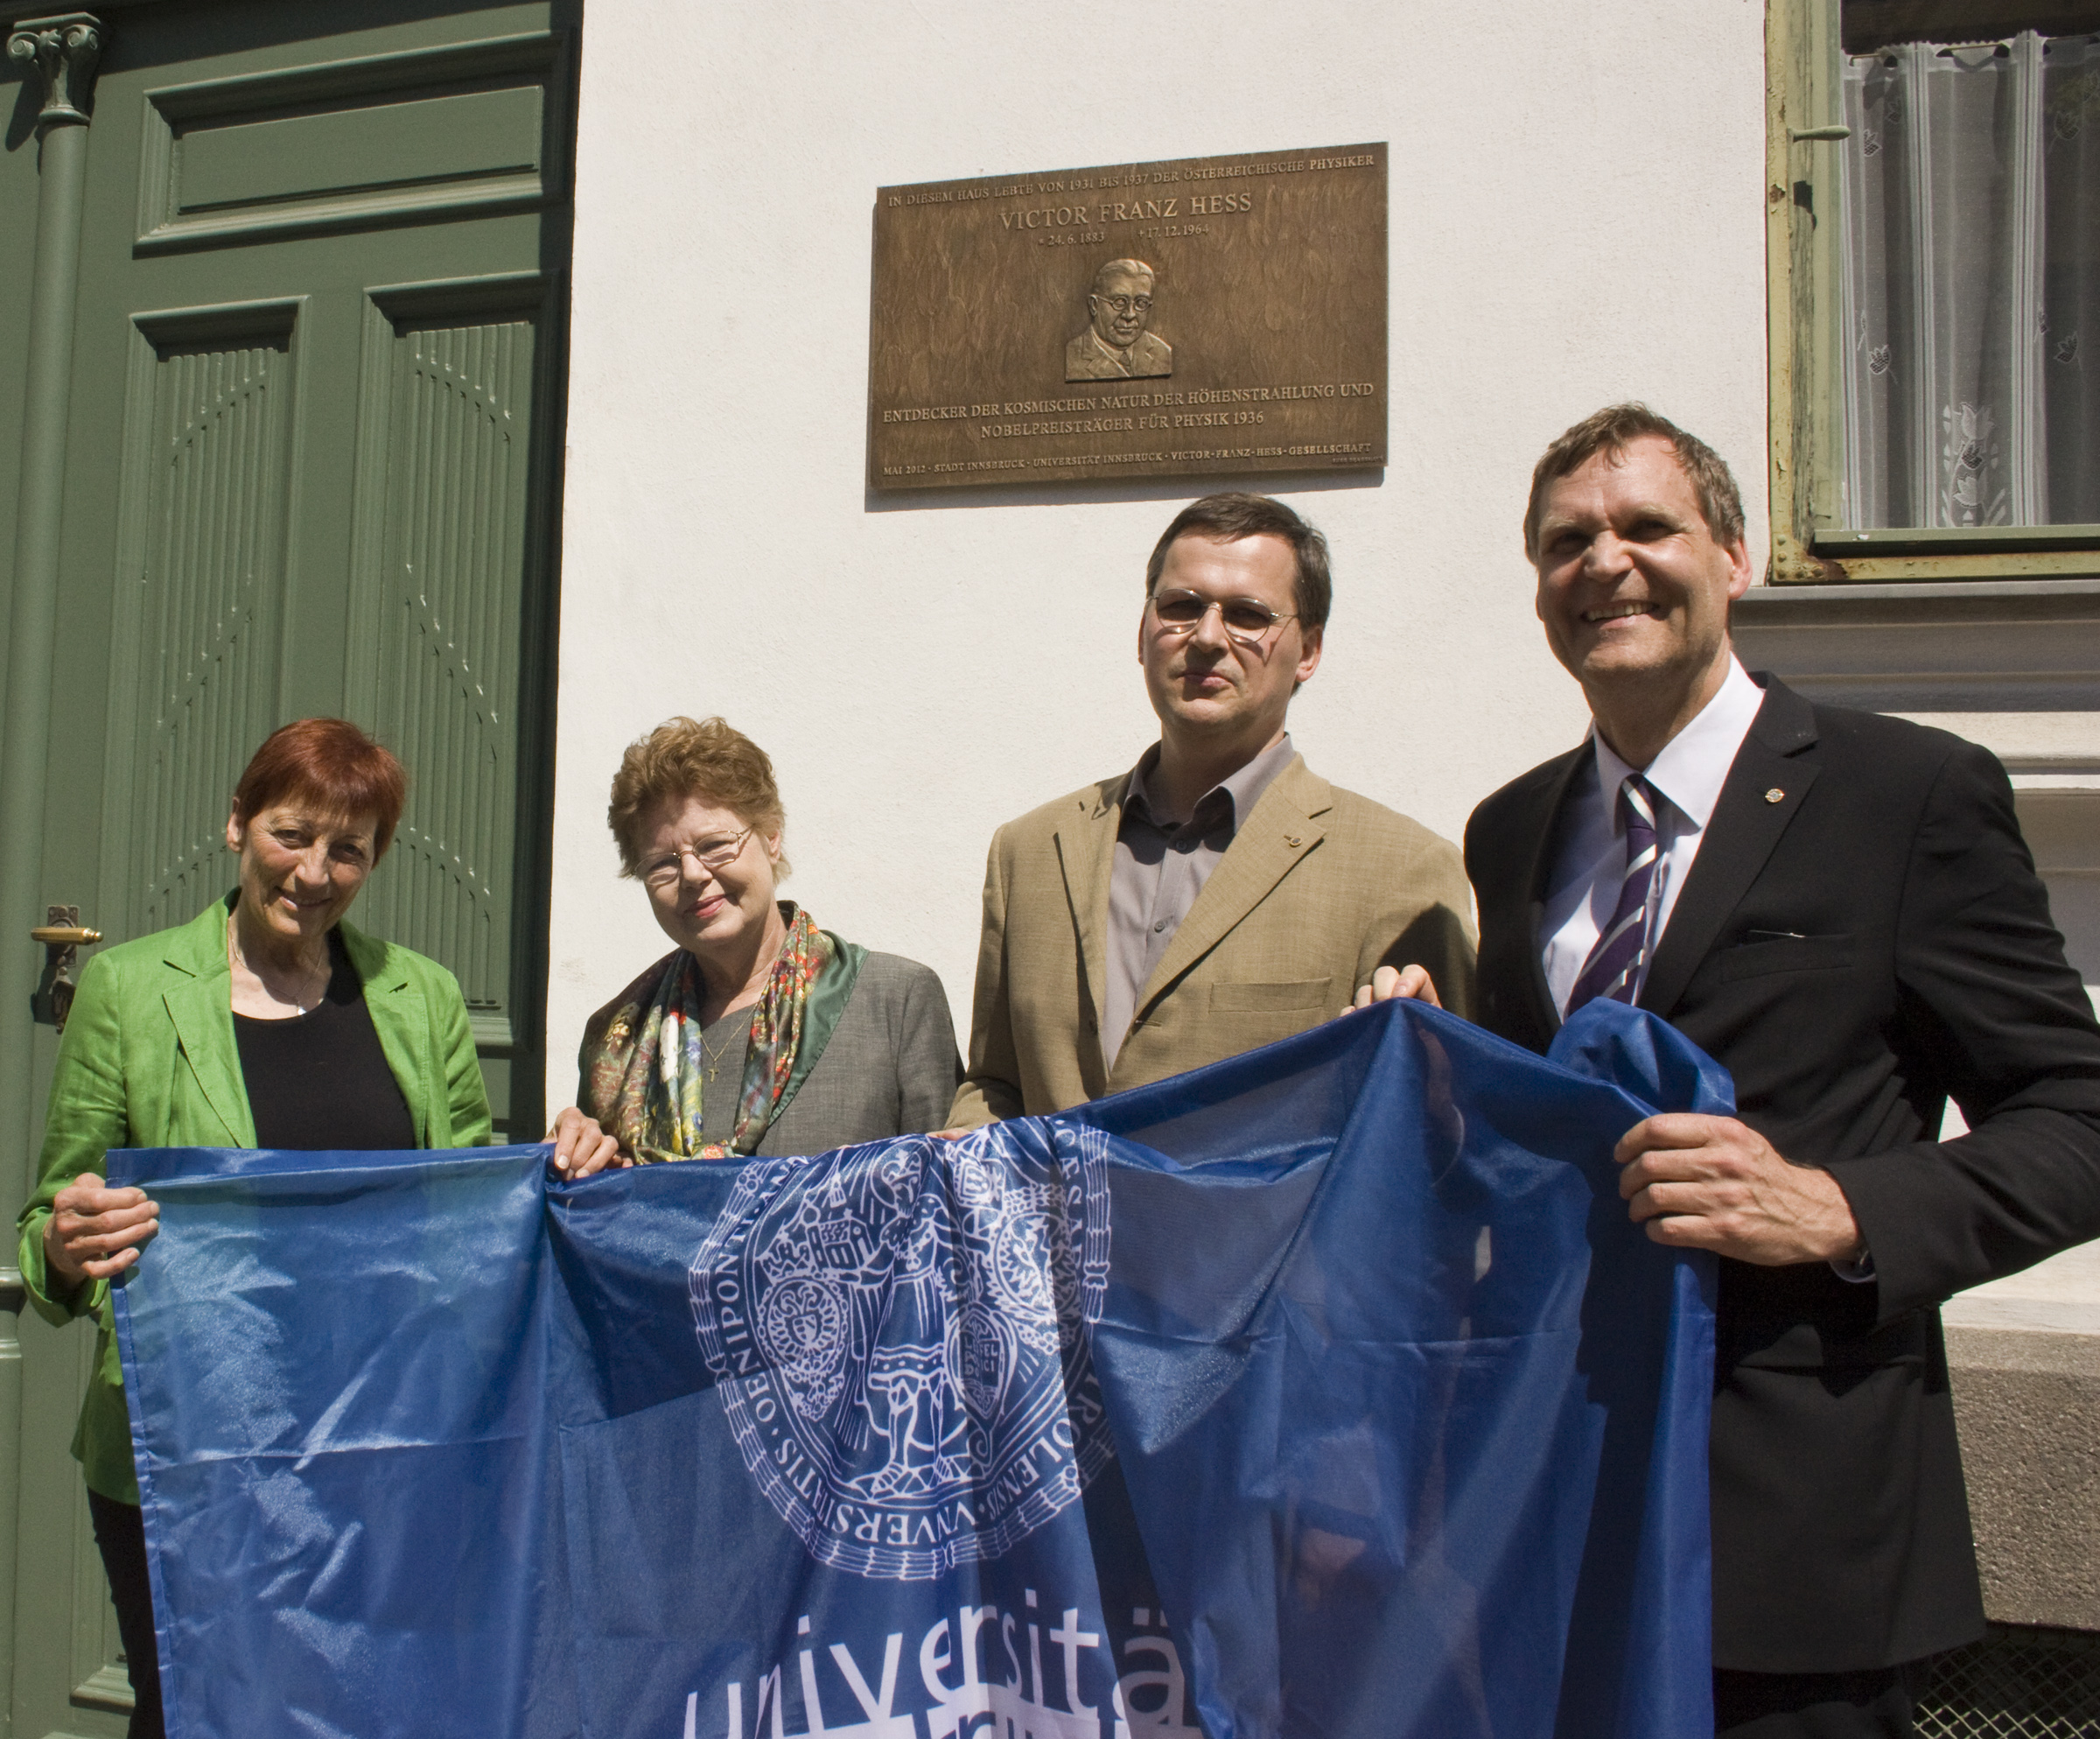 IN DIESEM HAUS LEBTE VON 1931 BIS 1937 DER ÖSTERREICHISCHE PHYSIKER
VICTOR FRANZ HESS
* 24. 6. 1883 + 17. 12. 1964
ENTDECKER DER KOSMISCHEN NATUR DER HÖHENSTRAHLUNG UND
NOBELPREISTRÄGER FÜR PHYSIK 1936
MAI 2012 · STADT INNSBRUCK · UNIVERSITÄT INNSBRUCK · VICTOR-FRANZ-HESS-GESELLSCHAFT
VNIVERSITATIS · OENIPONTANAE
universitä